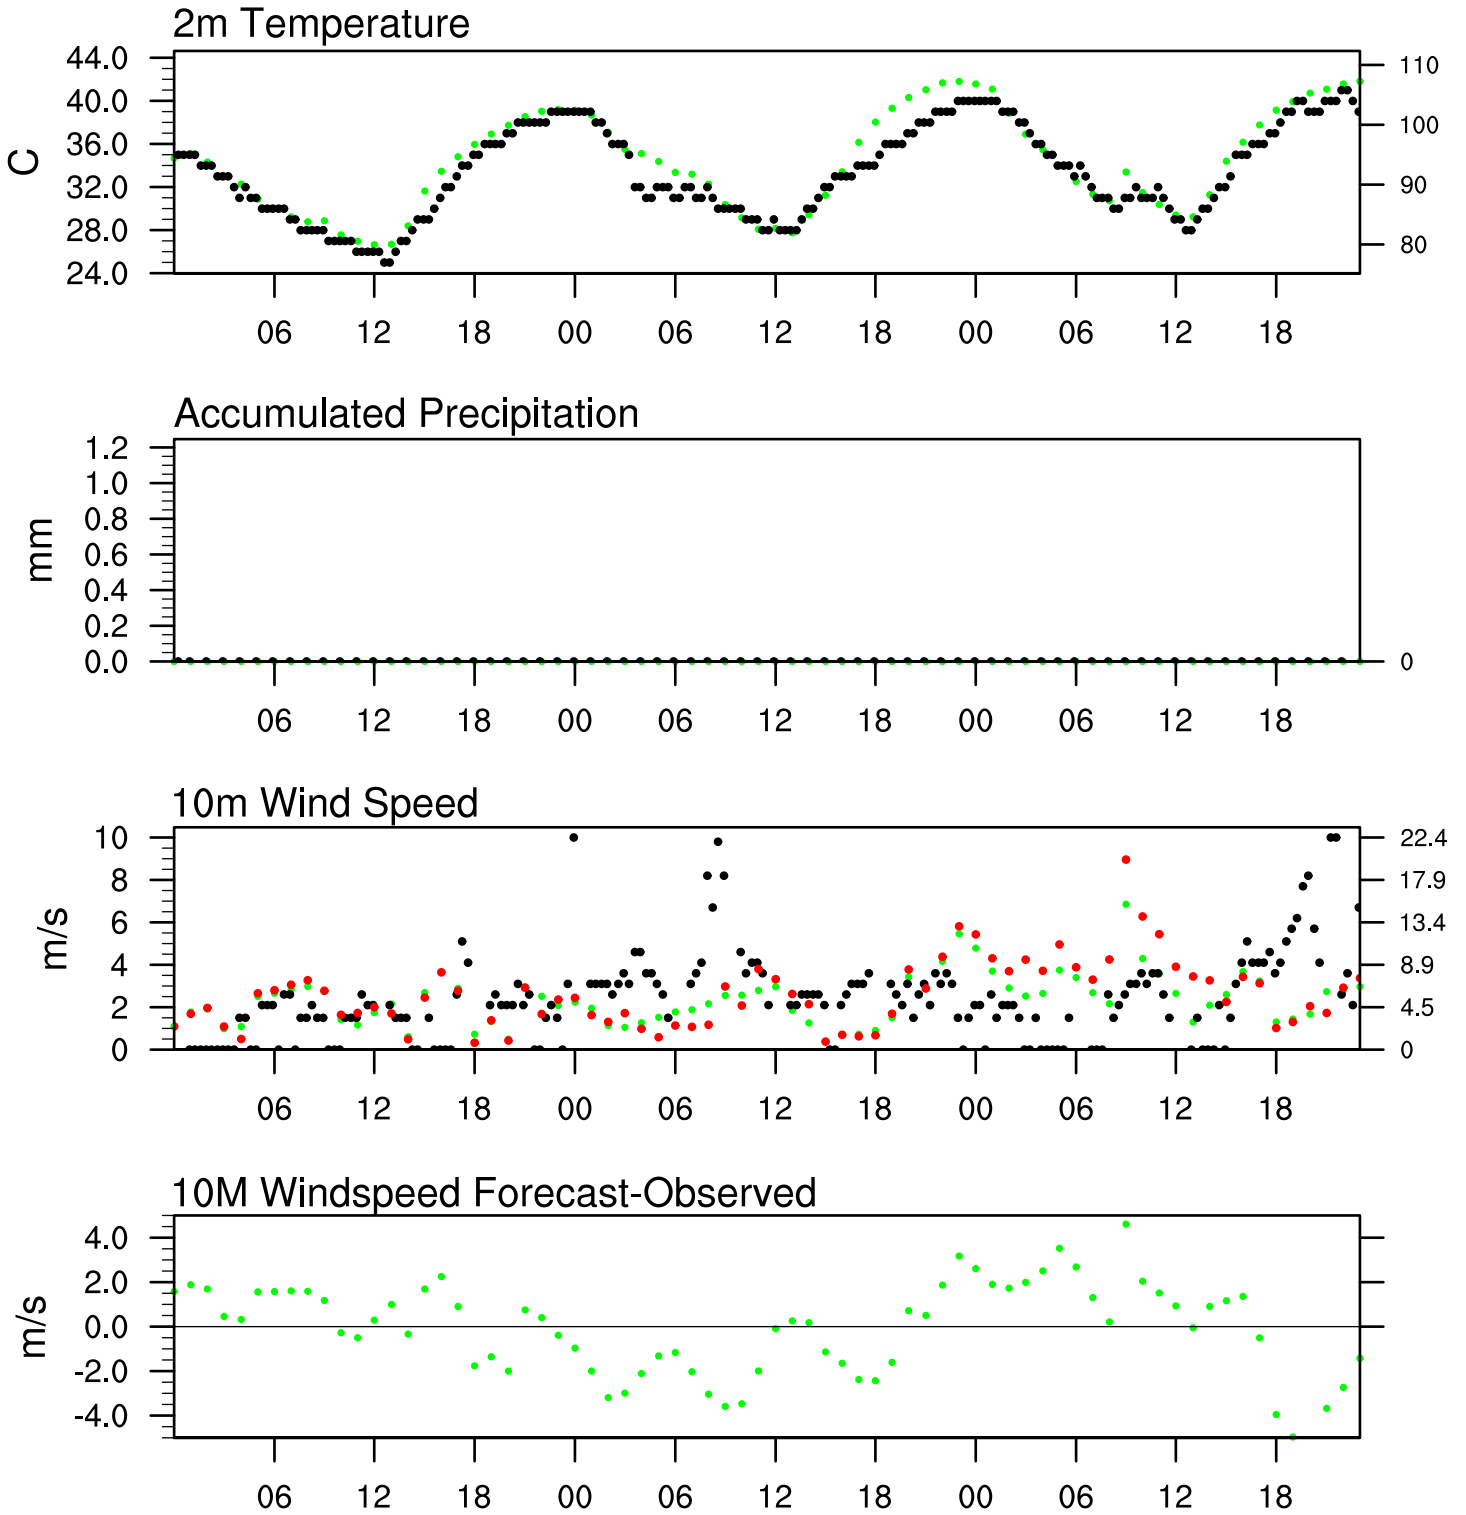 2m Temperature
44.0
40.0
36.0
32.0
28.0
24.0
C
110
100
90
80
06 12 18 00 06 12 18 00 06 12 18
Accumulated Precipitation
1.2
1.0
0.8
0.6
0.4
0.2
0.0
mm
0
06 12 18 00 06 12 18 00 06 12 18
10m Wind Speed
10
8
6
4
2
0
m/s
22.4
17.9
13.4
8.9
4.5
0
06 12 18 00 06 12 18 00 06 12 18
10M Windspeed Forecast-Observed
4.0
2.0
0.0
-2.0
-4.0
m/s
06 12 18 00 06 12 18 00 06 12 18